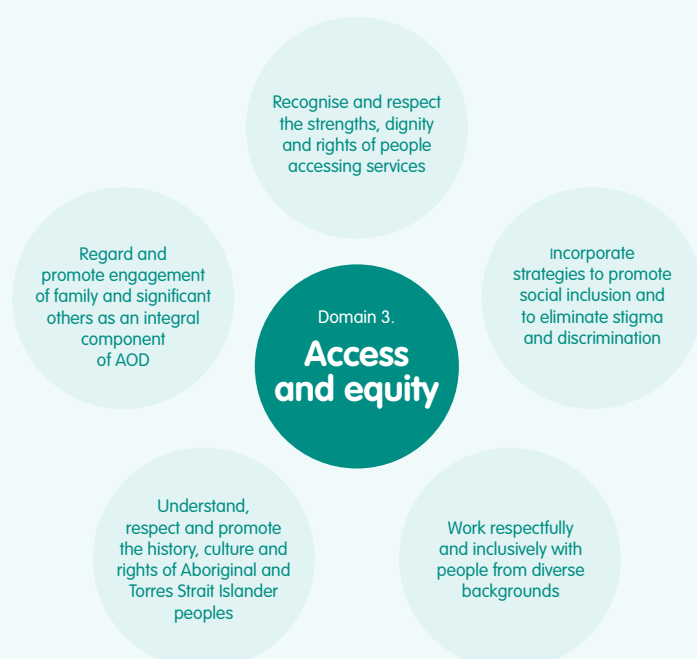 Recognise and respect
the strengths, dignity
and rights of people
accessing services
Regard and
promote engagement
of family and significant
others as an integral
component
of AOD
Incorporate
strategies to promote
social inclusion and
to eliminate stigma
and discrimination
Domain 3.
Access
and equity
Understand,
respect and promote
the history, culture and
rights of Aboriginal and
Torres Strait Islander
peoples
Work respectfully
and inclusively with
people from diverse
backgrounds